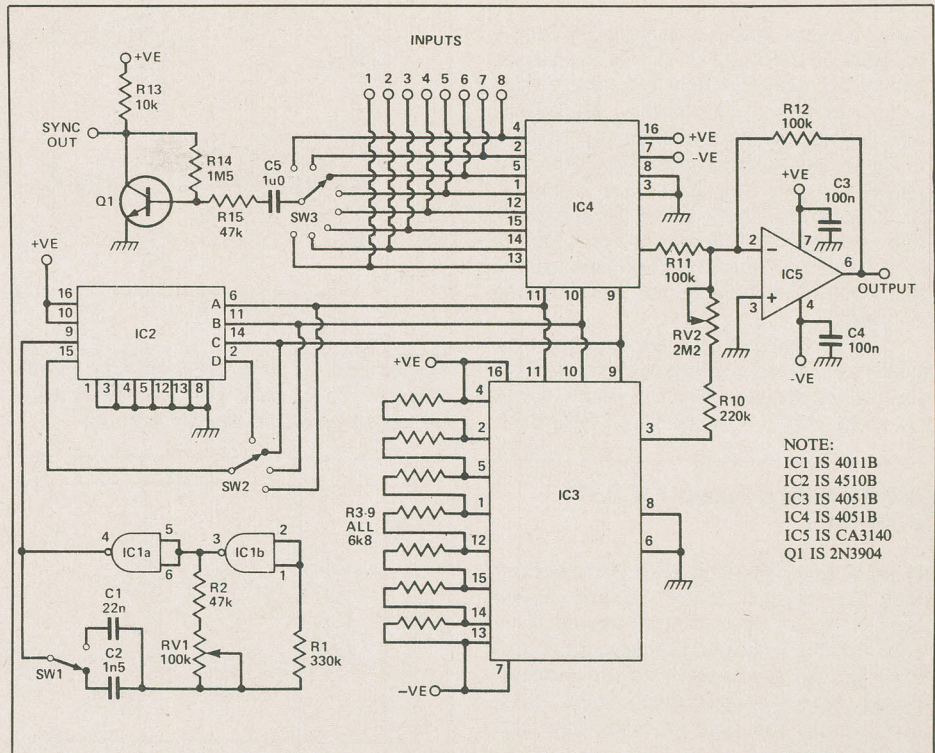 INPUTS
+VE
R13
10k
SYNC
OUT
R14
1M5
C5
1u0
Q1
R15
47k
SW3
1 2 3 4 5 6 7 8
4
2
5
1
12
15
14
13
IC4
16
7
8
3
+VE
-VE
11 10 9
R12
100k
+VE
C3
100n
R11
100k
2
7
6
IC5
3
4
OUTPUT
RV2
2M2
C4
100n
-VE
R10
220k
+VE
16
10
9
15
IC2
A
B
C
D
6
11
14
2
1 3 4 5 12 13 8
SW2
+VE
16 11 10 9
4
2
5
1
12
15
14
13
7
IC3
3
8
6
R3-9
ALL
6k8
-VE
4
IC1a
5
6
3
IC1b
2
1
R2
47k
C1
22n
C2
1n5
RV1
100k
R1
330k
SW1
NOTE:
IC1 IS 4011B
IC2 IS 4510B
IC3 IS 4051B
IC4 IS 4051B
IC5 IS CA3140
Q1 IS 2N3904